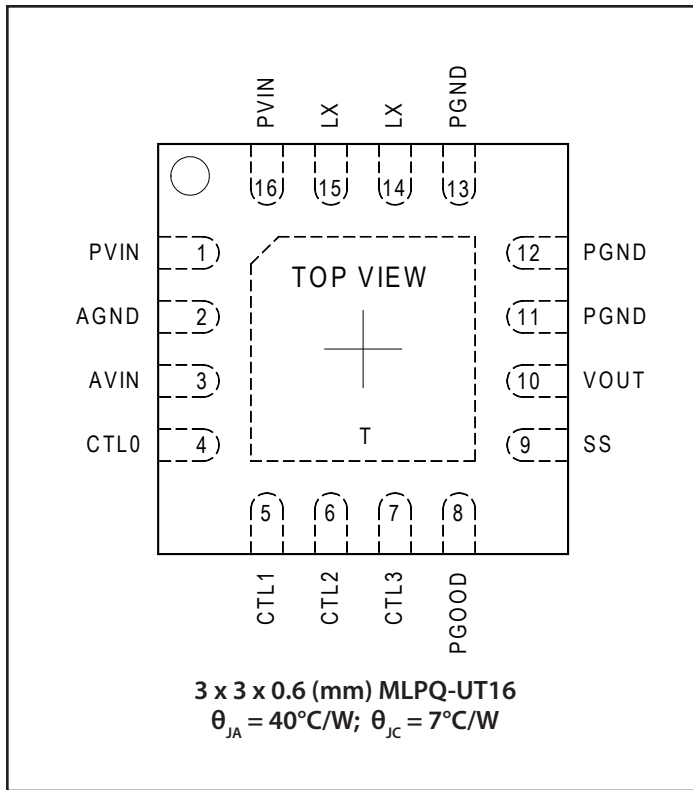 PVIN LX LX PGND
16 15 14 13
PVIN 1 12 PGND
TOP VIEW
AGND 2 11 PGND
AVIN 3 10 VOUT
T
CTL0 4 9 SS
5 6 7 8
CTL1 CTL2 CTL3 PGOOD
3 x 3 x 0.6 (mm) MLPQ-UT16
θJA = 40°C/W; θJC = 7°C/W